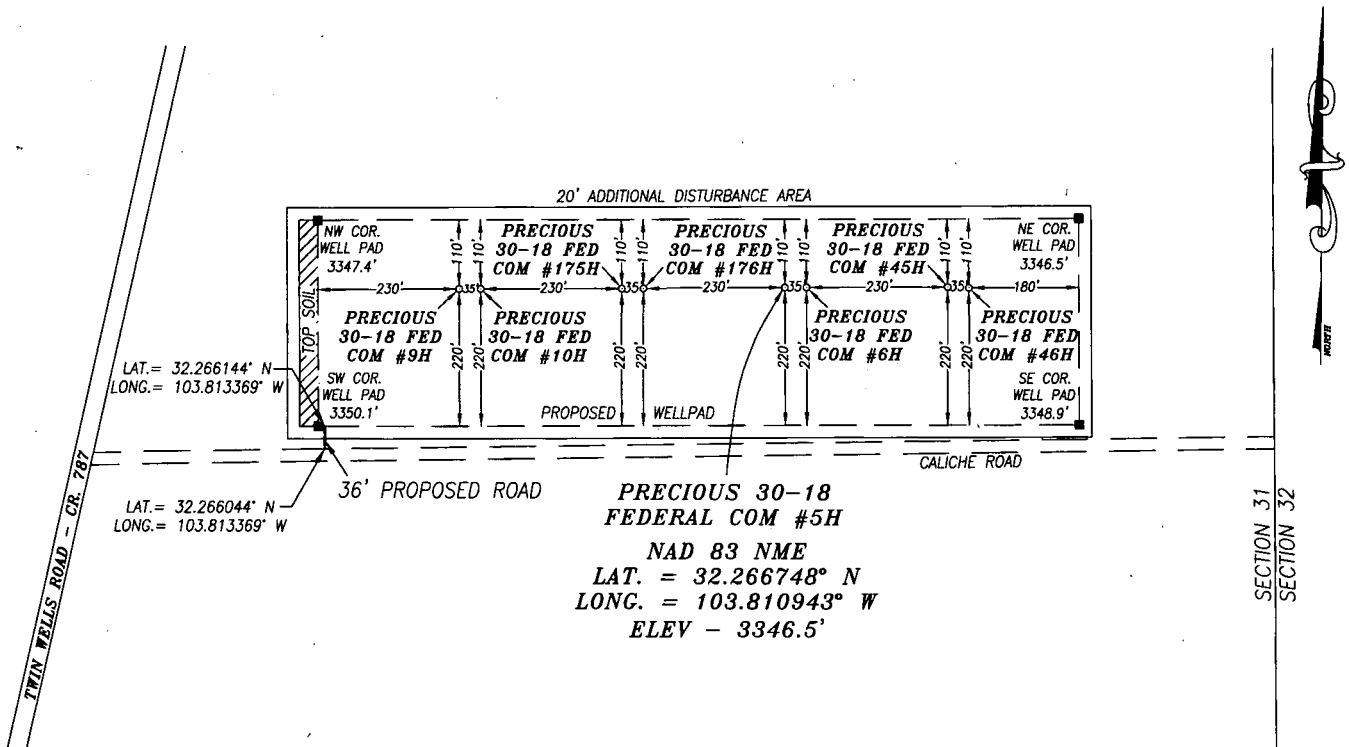 20' ADDITIONAL DISTURBANCE AREA
NW COR.
WELL PAD
3347.4'
110'
110'
PRECIOUS
30-18 FED
COM #175H
110'
110'
PRECIOUS
30-18 FED
COM #176H
110'
110'
PRECIOUS
30-18 FED
COM #45H
110'
110'
NE COR.
WELL PAD
3346.5'
230'
35'
230'
35'
230'
35'
230'
35'
180'
TOP SOIL
PRECIOUS
30-18 FED
COM #9H
PRECIOUS
30-18 FED
COM #10H
PRECIOUS
30-18 FED
COM #6H
PRECIOUS
30-18 FED
COM #46H
220'
220'
220'
220'
220'
220'
220'
220'
SW COR.
WELL PAD
3350.1'
PROPOSED WELLPAD
SE COR.
WELL PAD
3348.9'
LAT.= 32.266144° N
LONG.= 103.813369° W
CALICHE ROAD
36' PROPOSED ROAD
LAT.= 32.266044° N
LONG.= 103.813369° W
PRECIOUS 30-18
FEDERAL COM #5H
NAD 83 NME
LAT. = 32.266748° N
LONG. = 103.810943° W
ELEV - 3346.5'
TWIN WELLS ROAD - CR. 787
SECTION 31
SECTION 32
NORTH